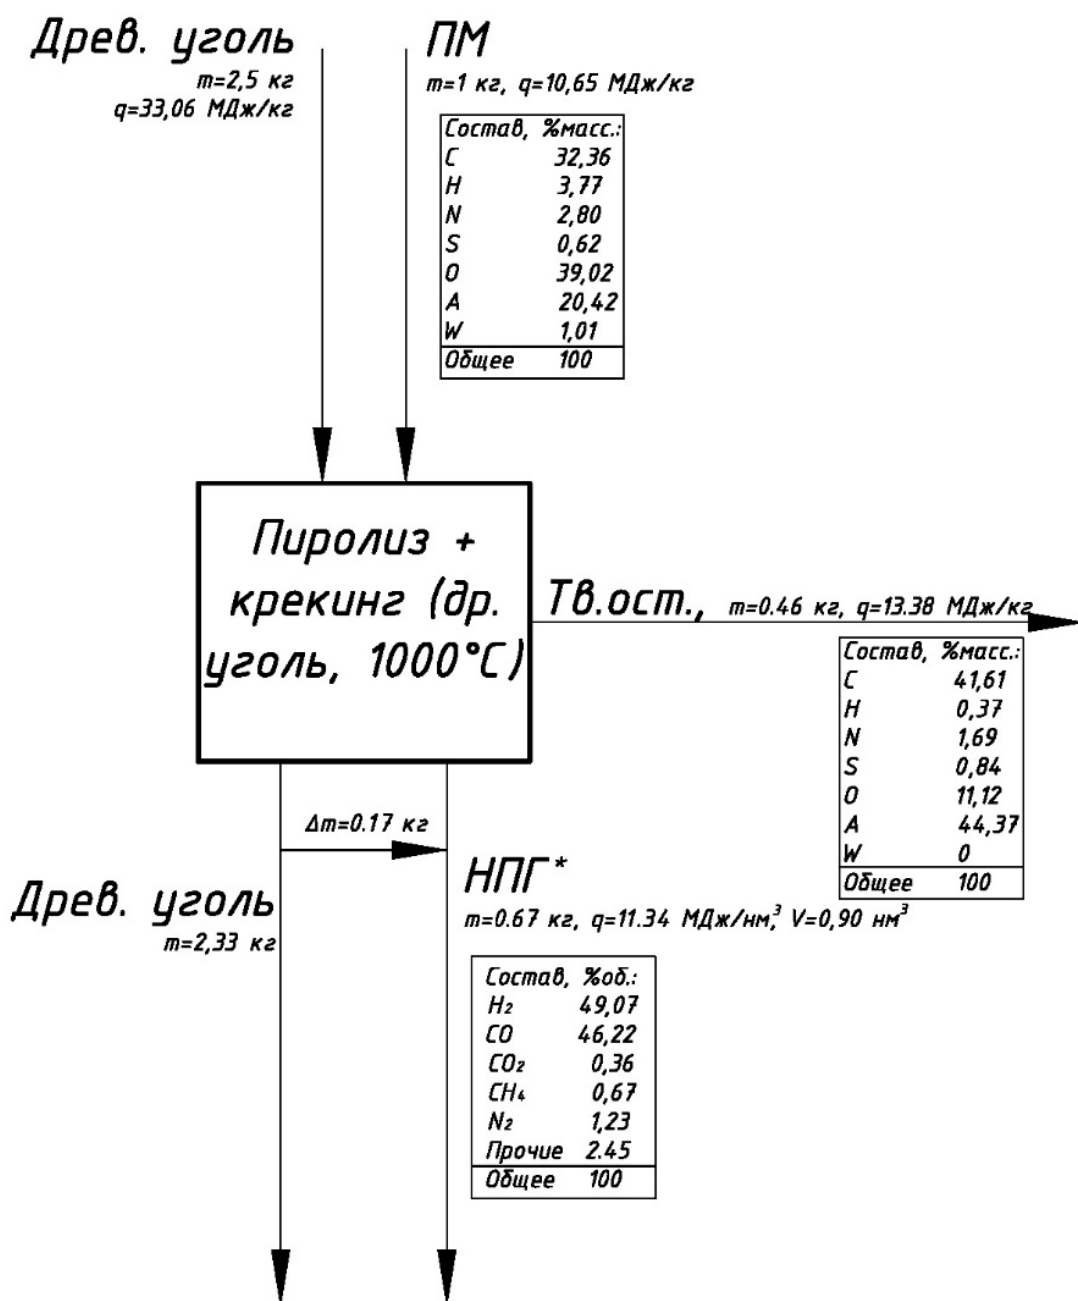 Древ. уголь
m=2,5 кг
q=33,06 МДж/кг
ПМ
m=1 кг, q=10,65 МДж/кг
Состав, %масс.:
C 32,36
H 3,77
N 2,80
S 0,62
O 39,02
A 20,42
W 1,01
Общее 100
Пиролиз +
крекинг (др.
уголь, 1000°С)
Тв.ост., m=0.46 кг, q=13.38 МДж/кг
Состав, %масс.:
C 41,61
H 0,37
N 1,69
S 0,84
O 11,12
A 44,37
W 0
Общее 100
Δm=0.17 кг
Древ. уголь
m=2,33 кг
НПГ*
m=0.67 кг, q=11.34 МДж/нм³, V=0,90 нм³
Состав, %об.:
H₂ 49,07
CO 46,22
CO₂ 0,36
CH₄ 0,67
N₂ 1,23
Прочие 2.45
Общее 100